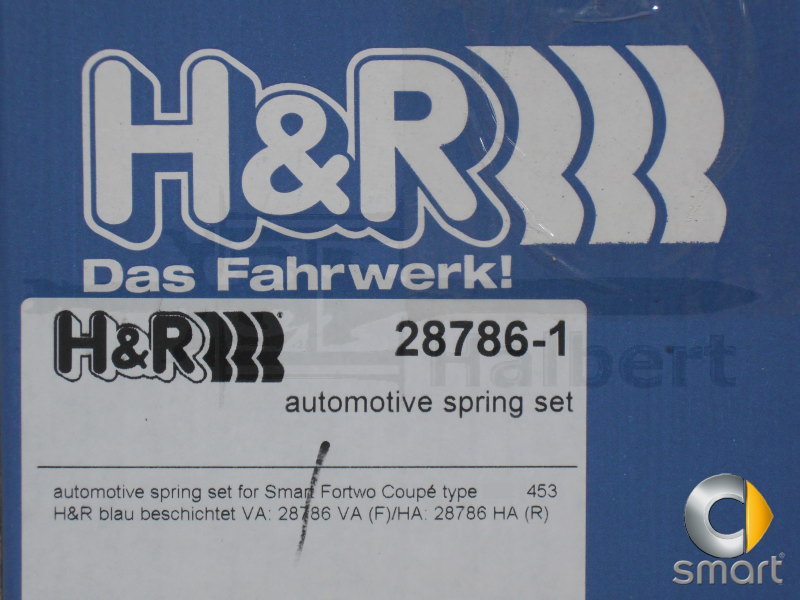 H&R
Das Fahrwerk!
H&R®
28786-1
Halbert
automotive spring set
automotive spring set for Smart Fortwo Coupé type 453
H&R blau beschichtet VA: 28786 VA (F)/HA: 28786 HA (R)
smart